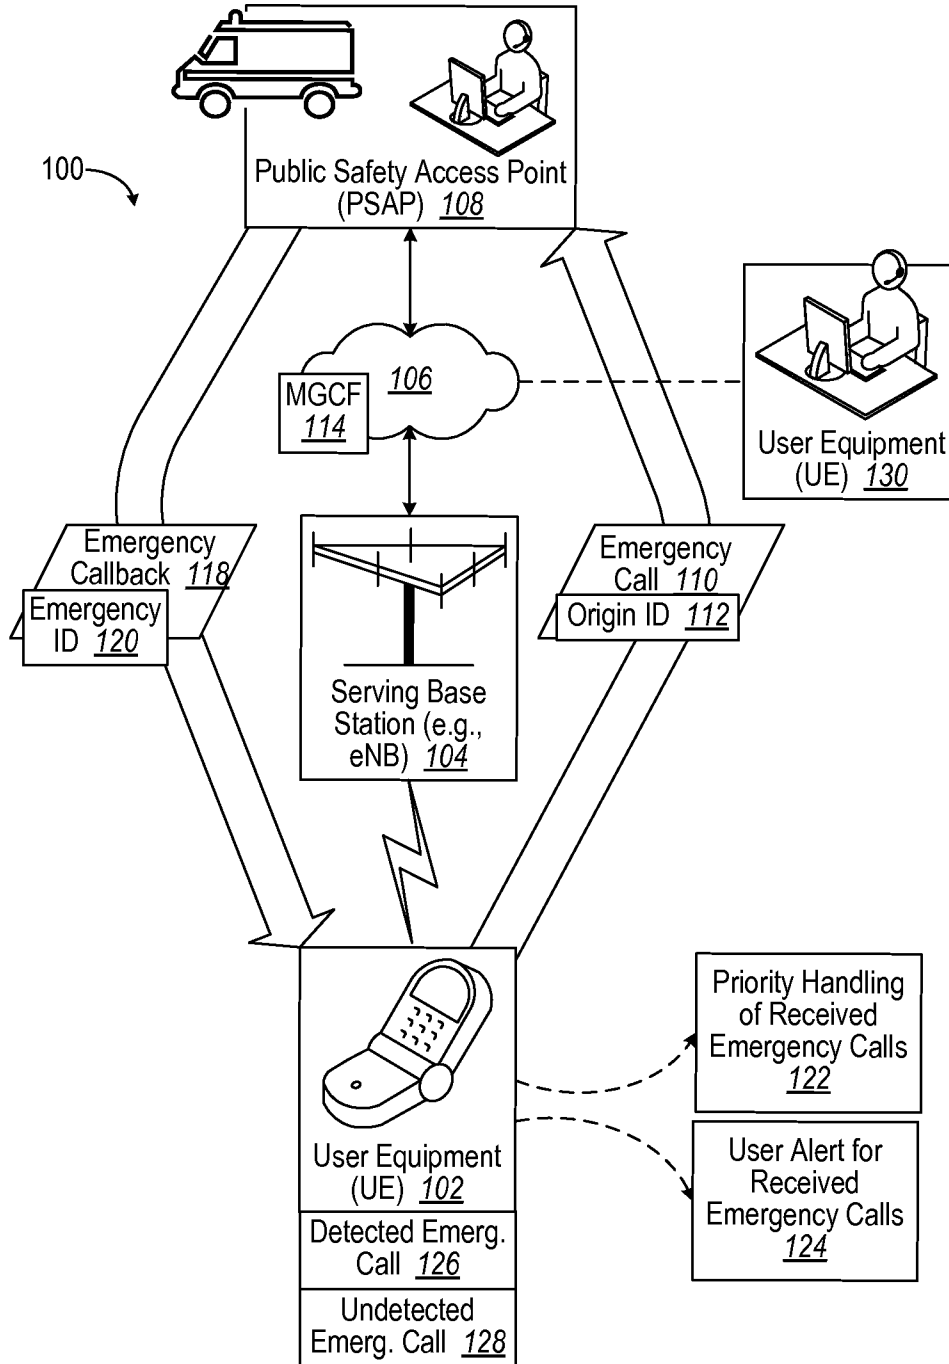 100
Public Safety Access Point
(PSAP) 108
106
MGCF
114
User Equipment
(UE) 130
Emergency
Callback 118
Emergency
ID 120
Emergency
Call 110
Origin ID 112
Serving Base
Station (e.g.,
eNB) 104
User Equipment
(UE) 102
Detected Emerg.
Call 126
Undetected
Emerg. Call 128
Priority Handling
of Received
Emergency Calls
122
User Alert for
Received
Emergency Calls
124